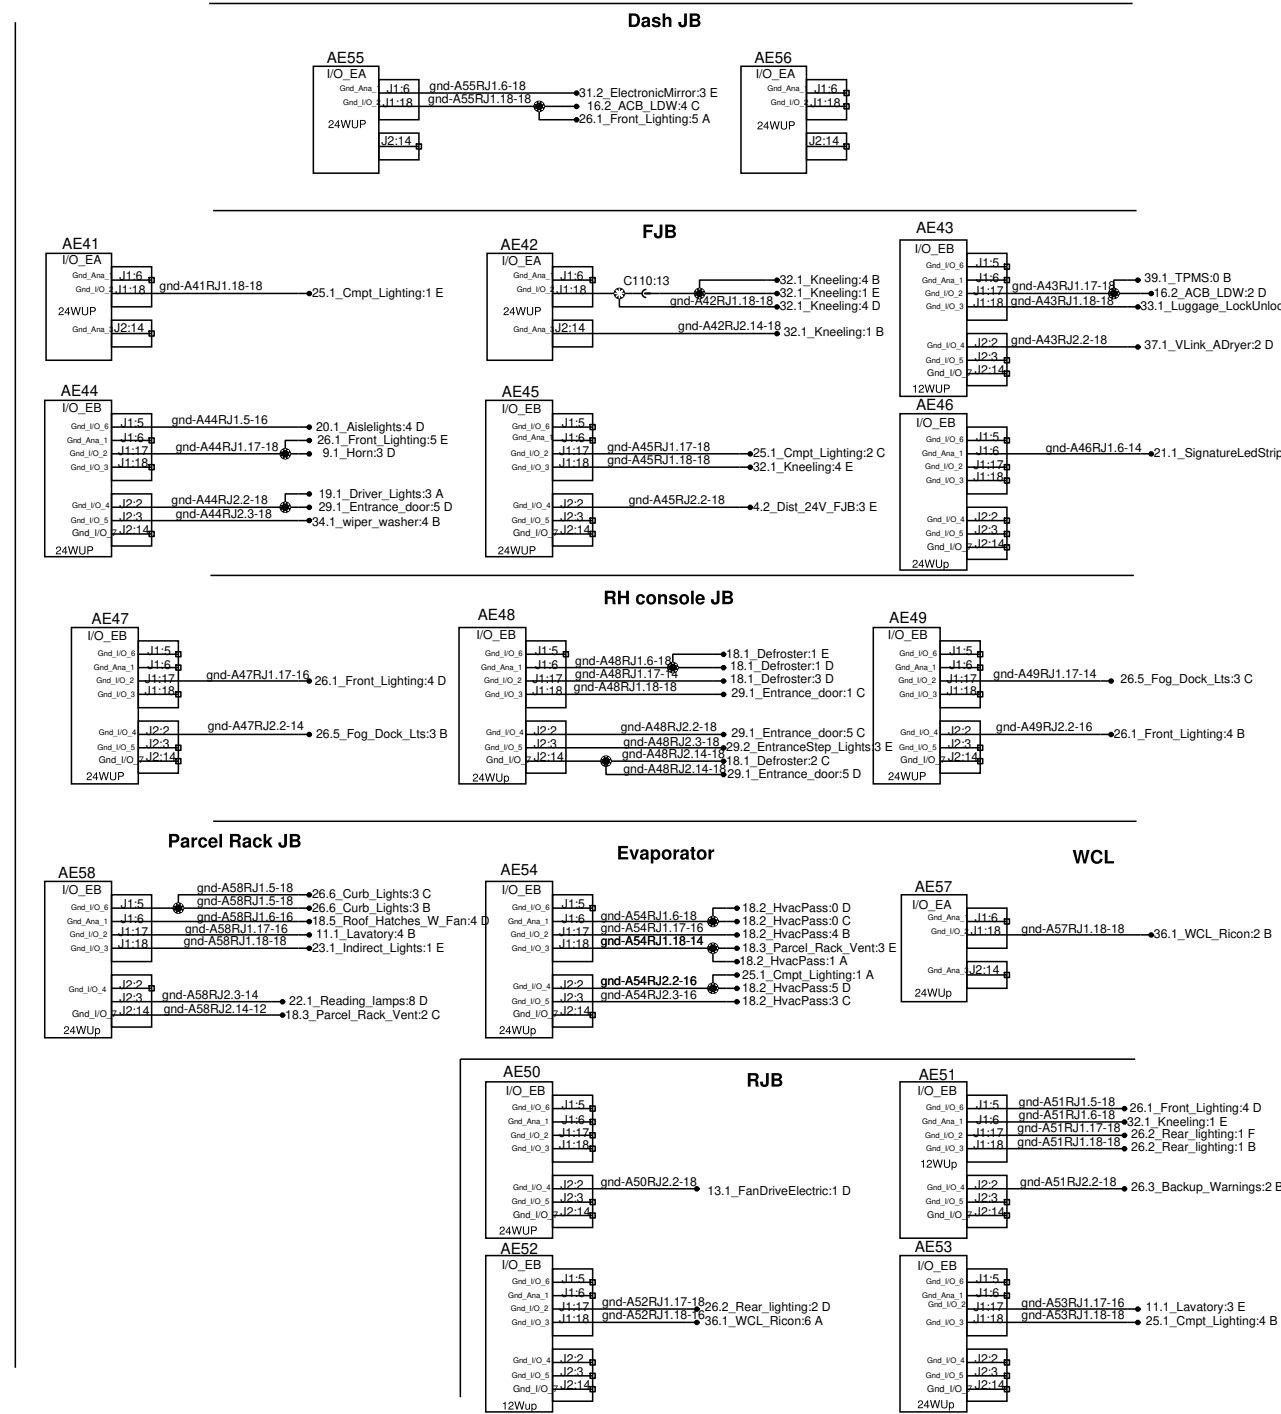 Dash JB
AE55
I/O_EA
Gnd_Ana_ J1:6 gnd-A55RJ1.6-18 31.2_ElectronicMirror:3 E
Gnd_I/O_2 J1:18 gnd-A55RJ1.18-18 16.2_ACB_LDW:4 C
26.1_Front_Lighting:5 A
24WUP
J2:14
AE56
I/O_EA
Gnd_Ana_ J1:6
Gnd_I/O_2 J1:18
24WUP
J2:14
FJB
AE41
I/O_EA
Gnd_Ana_1 J1:6
Gnd_I/O_2 J1:18 gnd-A41RJ1.18-18 25.1_Cmpt_Lighting:1 E
24WUP
Gnd_Ana_3 J2:14
AE42
I/O_EA
Gnd_Ana_1 J1:6
C110:13 32.1_Kneeling:4 B
Gnd_I/O_2 J1:18 32.1_Kneeling:1 E
gnd-A42RJ1.18-18 32.1_Kneeling:4 D
24WUP
Gnd_Ana_3 J2:14 gnd-A42RJ2.14-18 32.1_Kneeling:1 B
AE43
I/O_EB
Gnd_I/O_6 J1:5
Gnd_Ana_1 J1:6 39.1_TPMS:0 B
Gnd_I/O_2 J1:17 gnd-A43RJ1.17-18 16.2_ACB_LDW:2 D
Gnd_I/O_3 J1:18 gnd-A43RJ1.18-18 33.1_Luggage_LockUnloc
Gnd_I/O_4 J2:2 gnd-A43RJ2.2-18 37.1_VLink_ADryer:2 D
Gnd_I/O_5 J2:3
Gnd_I/O_7 J2:14
12WUP
AE44
I/O_EB
Gnd_I/O_6 J1:5 gnd-A44RJ1.5-16 20.1_Aislelights:4 D
Gnd_Ana_1 J1:6 26.1_Front_Lighting:5 E
Gnd_I/O_2 J1:17 gnd-A44RJ1.17-18 9.1_Horn:3 D
Gnd_I/O_3 J1:18
19.1_Driver_Lights:3 A
Gnd_I/O_4 J2:2 gnd-A44RJ2.2-18 29.1_Entrance_door:5 D
Gnd_I/O_5 J2:3 gnd-A44RJ2.3-18 34.1_wiper_washer:4 B
Gnd_I/O_7 J2:14
24WUP
AE45
I/O_EB
Gnd_I/O_6 J1:5
Gnd_Ana_1 J1:6
Gnd_I/O_2 J1:17 gnd-A45RJ1.17-18 25.1_Cmpt_Lighting:2 C
Gnd_I/O_3 J1:18 gnd-A45RJ1.18-18 32.1_Kneeling:4 E
Gnd_I/O_4 J2:2 gnd-A45RJ2.2-18 4.2_Dist_24V_FJB:3 E
Gnd_I/O_5 J2:3
Gnd_I/O_7 J2:14
24WUP
AE46
I/O_EB
Gnd_I/O_6 J1:5
Gnd_Ana_1 J1:6 gnd-A46RJ1.6-14 21.1_SignatureLedStrip
Gnd_I/O_2 J1:17
Gnd_I/O_3 J1:18
Gnd_I/O_4 J2:2
Gnd_I/O_5 J2:3
Gnd_I/O_7 J2:14
24WUp
RH console JB
AE47
I/O_EB
Gnd_I/O_6 J1:5
Gnd_Ana_1 J1:6
Gnd_I/O_2 J1:17 gnd-A47RJ1.17-16 26.1_Front_Lighting:4 D
Gnd_I/O_3 J1:18
Gnd_I/O_4 J2:2 gnd-A47RJ2.2-14 26.5_Fog_Dock_Lts:3 B
Gnd_I/O_5 J2:3
Gnd_I/O_7 J2:14
24WUP
AE48
I/O_EB
Gnd_I/O_6 J1:5 18.1_Defroster:1 E
Gnd_Ana_1 J1:6 gnd-A48RJ1.6-18 18.1_Defroster:1 D
Gnd_I/O_2 J1:17 gnd-A48RJ1.17-14 18.1_Defroster:3 D
Gnd_I/O_3 J1:18 gnd-A48RJ1.18-18 29.1_Entrance_door:1 C
Gnd_I/O_4 J2:2 gnd-A48RJ2.2-18 29.1_Entrance_door:5 C
Gnd_I/O_5 J2:3 gnd-A48RJ2.3-18 29.2_EntranceStep_Lights:3 E
Gnd_I/O_7 J2:14 gnd-A48RJ2.14-18 18.1_Defroster:2 C
gnd-A48RJ2.14-18 29.1_Entrance_door:5 D
24WUp
AE49
I/O_EB
Gnd_I/O_6 J1:5
Gnd_Ana_1 J1:6
Gnd_I/O_2 J1:17 gnd-A49RJ1.17-14 26.5_Fog_Dock_Lts:3 C
Gnd_I/O_3 J1:18
Gnd_I/O_4 J2:2 gnd-A49RJ2.2-16 26.1_Front_Lighting:4 B
Gnd_I/O_5 J2:3
Gnd_I/O_7 J2:14
24WUP
Parcel Rack JB
AE58
I/O_EB
gnd-A58RJ1.5-18 26.6_Curb_Lights:3 C
Gnd_I/O_6 J1:5 gnd-A58RJ1.5-18 26.6_Curb_Lights:3 B
Gnd_Ana_1 J1:6 gnd-A58RJ1.6-16 18.5_Roof_Hatches_W_Fan:4 D
Gnd_I/O_2 J1:17 gnd-A58RJ1.17-16 11.1_Lavatory:4 B
Gnd_I/O_3 J1:18 gnd-A58RJ1.18-18 23.1_Indirect_Lights:1 E
Gnd_I/O_4 J2:2
J2:3 gnd-A58RJ2.3-14 22.1_Reading_lamps:8 D
Gnd_I/O_7 J2:14 gnd-A58RJ2.14-12 18.3_Parcel_Rack_Vent:2 C
24WUp
Evaporator
AE54
I/O_EB
Gnd_I/O_6 J1:5 18.2_HvacPass:0 D
Gnd_Ana_1 J1:6 gnd-A54RJ1.6-18 18.2_HvacPass:0 C
Gnd_I/O_2 J1:17 gnd-A54RJ1.17-16 18.2_HvacPass:4 B
Gnd_I/O_3 J1:18 gnd-A54RJ1.18-14 18.3_Parcel_Rack_Vent:3 E
18.2_HvacPass:1 A
25.1_Cmpt_Lighting:1 A
Gnd_I/O_4 J2:2 gnd-A54RJ2.2-16 18.2_HvacPass:5 D
Gnd_I/O_5 J2:3 gnd-A54RJ2.3-16 18.2_HvacPass:3 C
Gnd_I/O_7 J2:14
24WUp
WCL
AE57
I/O_EA
Gnd_Ana_ J1:6
Gnd_I/O_2 J1:18 gnd-A57RJ1.18-18 36.1_WCL_Ricon:2 B
Gnd_Ana_3 J2:14
24WUp
RJB
AE50
I/O_EB
Gnd_I/O_6 J1:5
Gnd_Ana_1 J1:6
Gnd_I/O_2 J1:17
Gnd_I/O_3 J1:18
Gnd_I/O_4 J2:2 gnd-A50RJ2.2-18 13.1_FanDriveElectric:1 D
Gnd_I/O_5 J2:3
Gnd_I/O_7 J2:14
24WUP
AE51
I/O_EB
Gnd_I/O_6 J1:5 gnd-A51RJ1.5-18 26.1_Front_Lighting:4 D
Gnd_Ana_1 J1:6 gnd-A51RJ1.6-18 32.1_Kneeling:1 E
Gnd_I/O_2 J1:17 gnd-A51RJ1.17-18 26.2_Rear_lighting:1 F
Gnd_I/O_3 J1:18 gnd-A51RJ1.18-18 26.2_Rear_lighting:1 B
12WUp
Gnd_I/O_4 J2:2 gnd-A51RJ2.2-18 26.3_Backup_Warnings:2 B
Gnd_I/O_5 J2:3
Gnd_I/O_7 J2:14
AE52
I/O_EB
Gnd_I/O_6 J1:5
Gnd_Ana_1 J1:6
Gnd_I/O_2 J1:17 gnd-A52RJ1.17-18 26.2_Rear_lighting:2 D
Gnd_I/O_3 J1:18 gnd-A52RJ1.18-16 36.1_WCL_Ricon:6 A
Gnd_I/O_4 J2:2
Gnd_I/O_5 J2:3
Gnd_I/O_7 J2:14
12Wup
AE53
I/O_EB
Gnd_I/O_6 J1:5
Gnd_Ana_1 J1:6
Gnd_I/O_2 J1:17 gnd-A53RJ1.17-16 11.1_Lavatory:3 E
Gnd_I/O_3 J1:18 gnd-A53RJ1.18-18 25.1_Cmpt_Lighting:4 B
Gnd_I/O_4 J2:2
Gnd_I/O_5 J2:3
Gnd_I/O_7 J2:14
24WUp